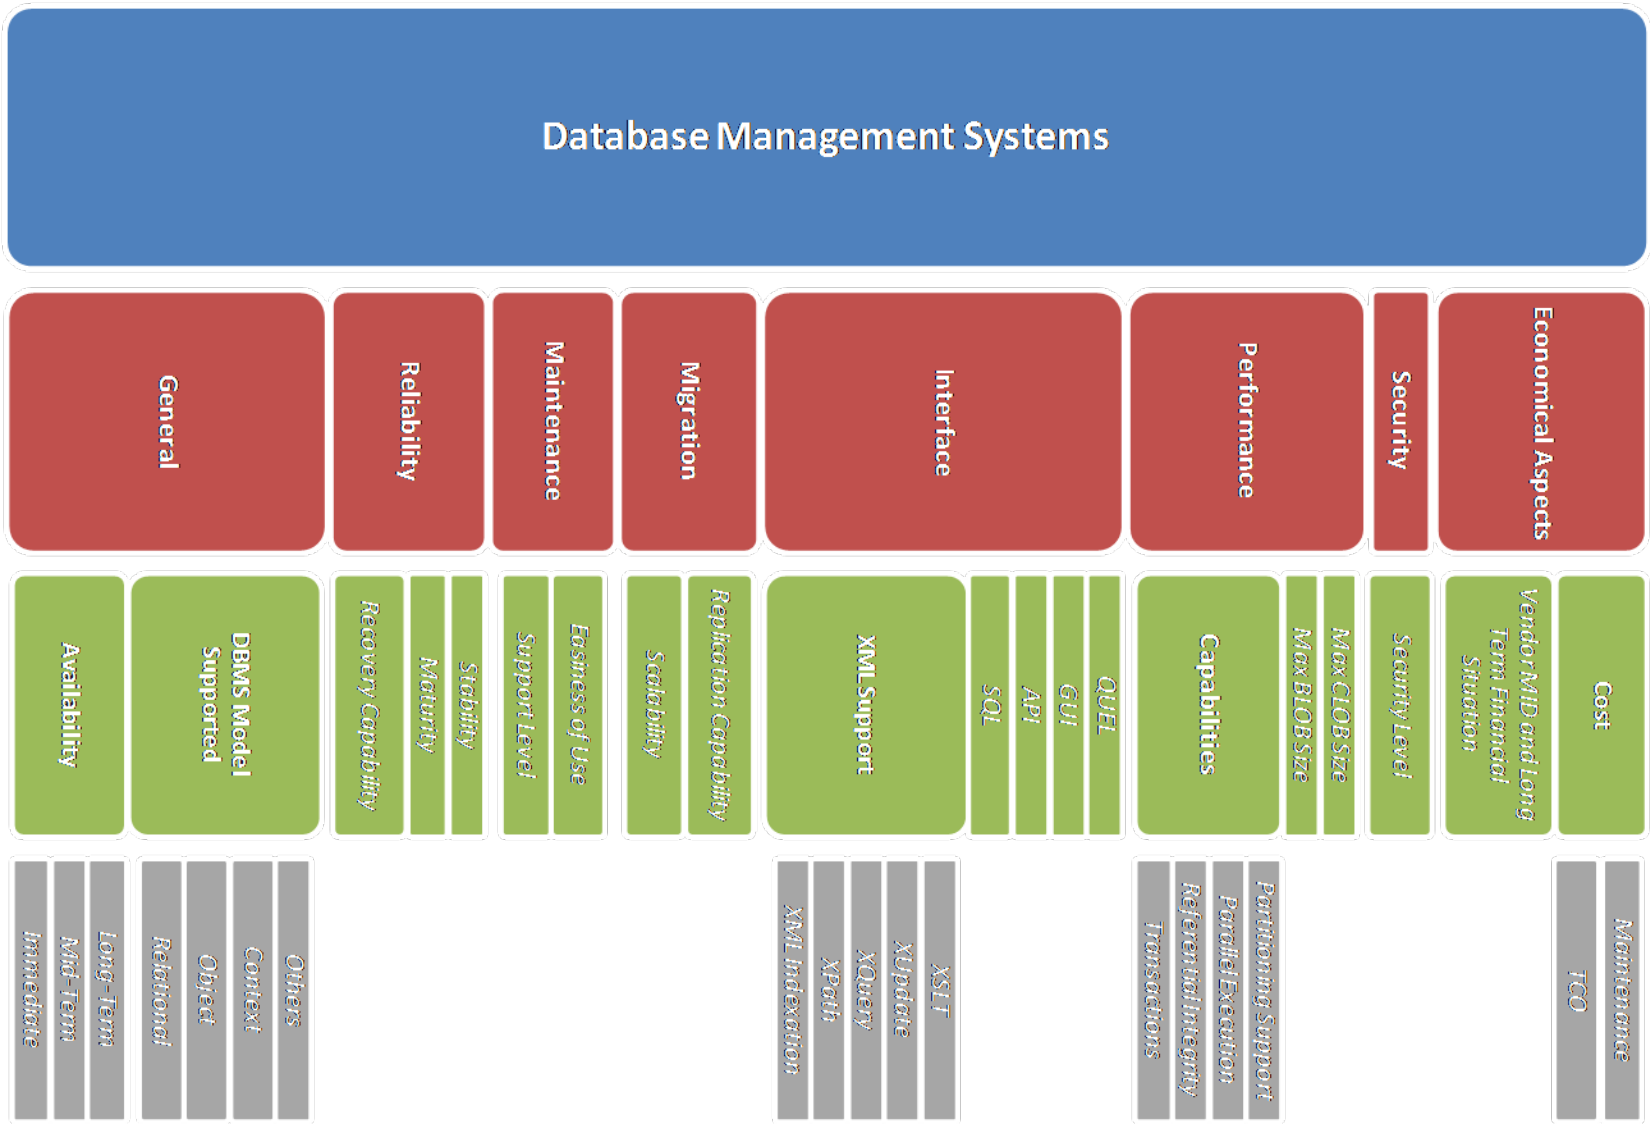 Database Management Systems
General
Reliability
Maintenance
Migration
Interface
Performance
Security
Economical Aspects
Availability
DBMS Model
Supported
Recovery Capability
Maturity
Stability
Support Level
Easiness of Use
Scalability
Replication Capability
XML Support
SQL
API
GUI
QUEL
Capabilities
Max BLOB Size
Max CLOB Size
Security Level
Vendor MID and Long
Term Financial
Situation
Cost
Immediate
Mid-Term
Long-Term
Relational
Object
Context
Others
XML Indexation
XPath
XQuery
XUpdate
XSLT
Transactions
Referential Integrity
Parallel Execution
Partitioning Support
TCO
Maintenance